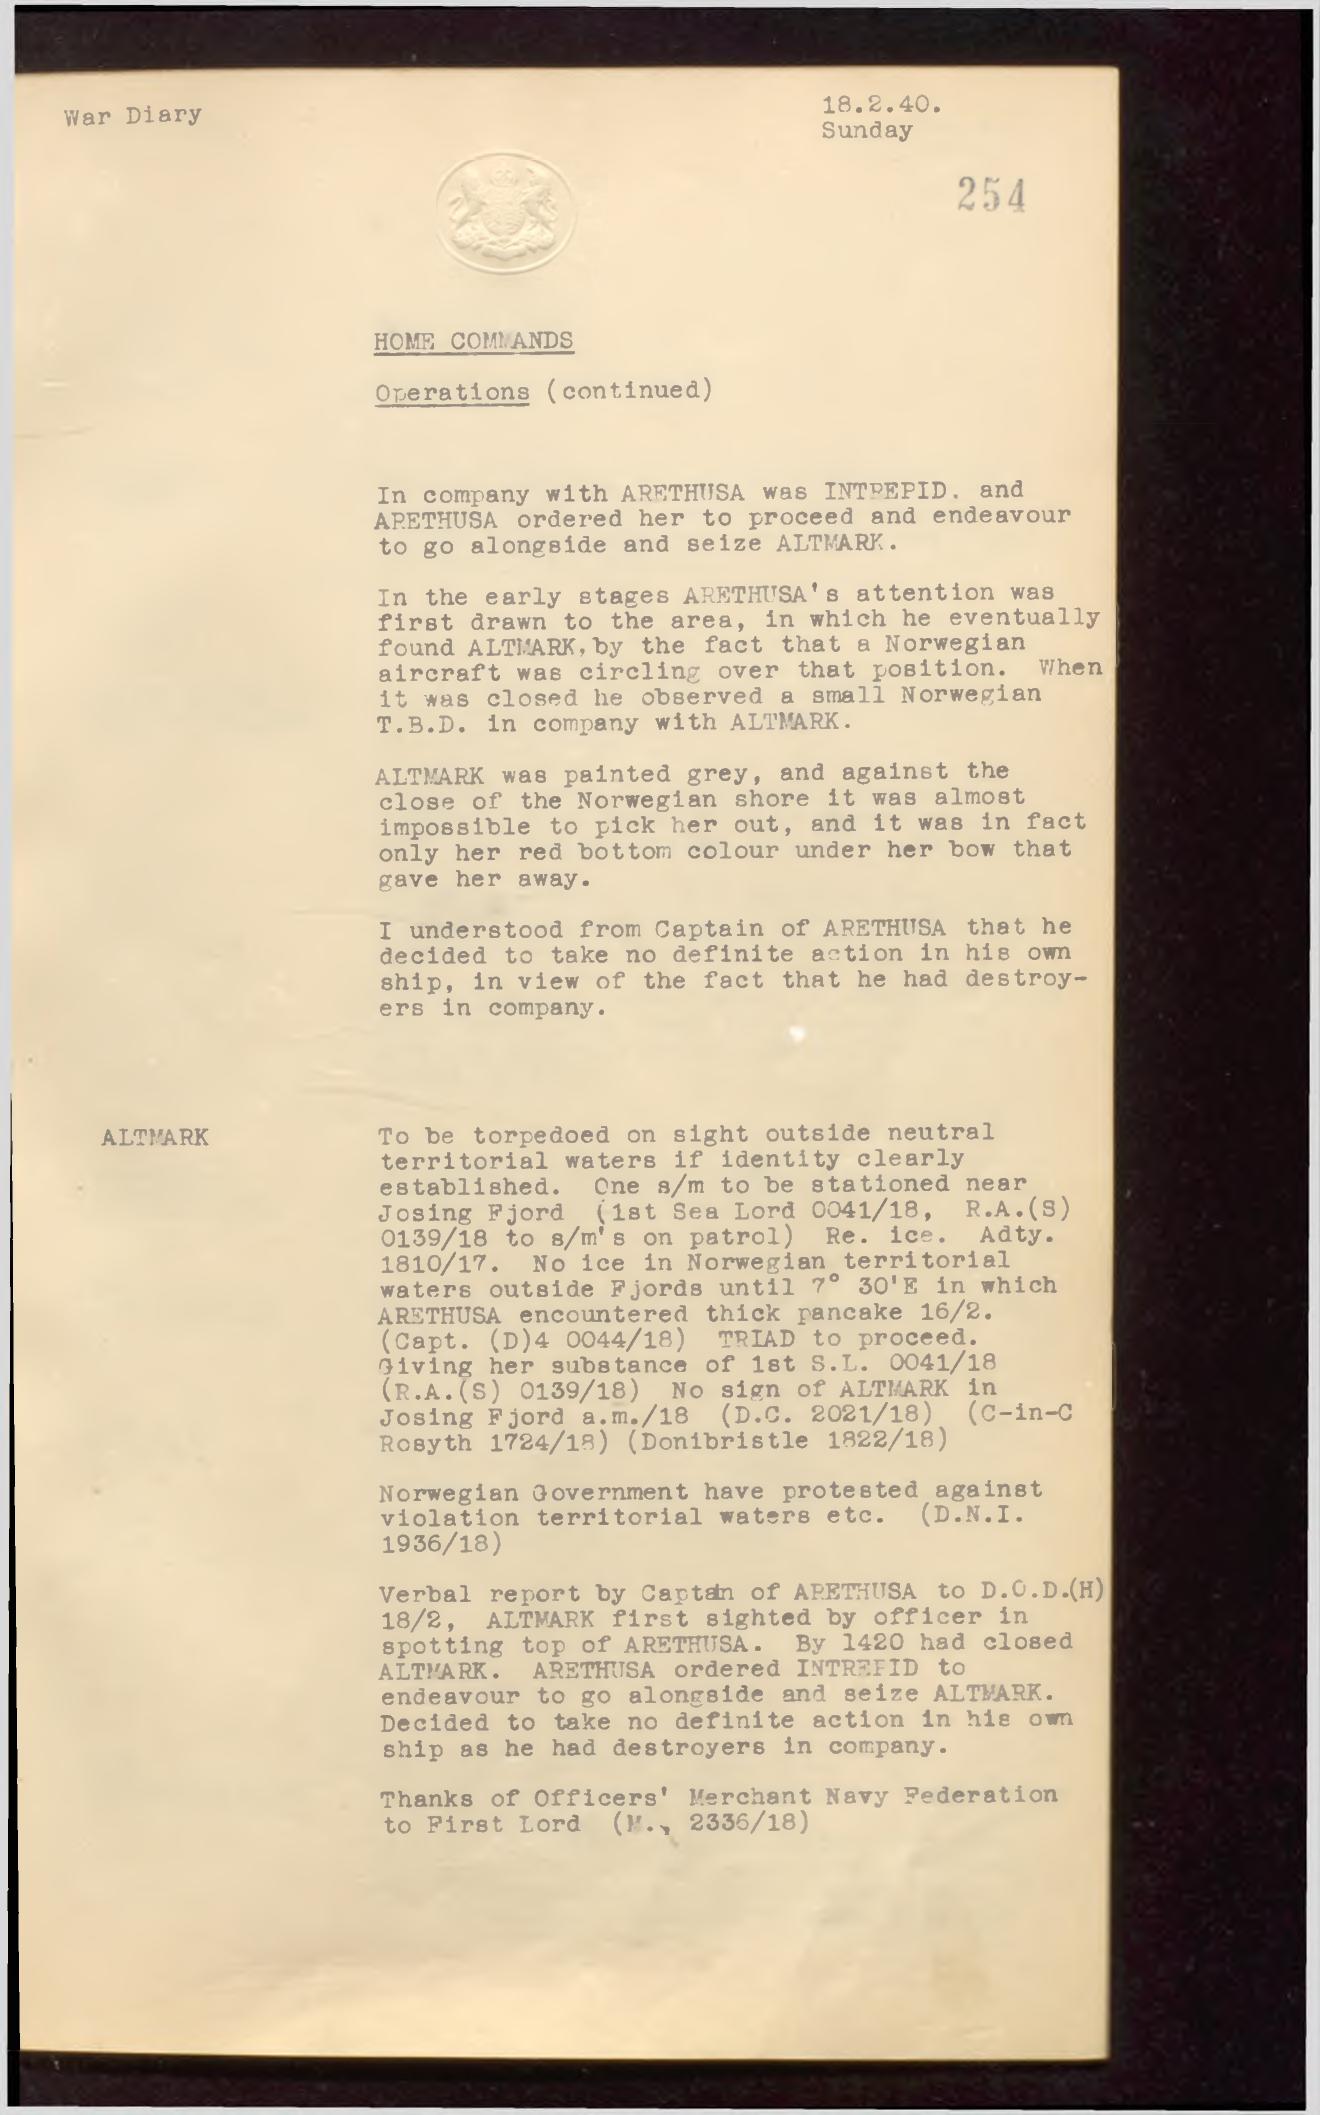 War Diary
18.2.40.
Sunday
254
HOME COMMANDS
Operations (continued)
In company with ARETHUSA was INTREPID. and
ARETHUSA ordered her to proceed and endeavour
to go alongside and seize ALTMARK.
In the early stages ARETHUSA's attention was
first drawn to the area, in which he eventually
found ALTMARK, by the fact that a Norwegian
aircraft was circling over that position. When
it was closed he observed a small Norwegian
T.B.D. in company with ALTMARK.
ALTMARK was painted grey, and against the
close of the Norwegian shore it was almost
impossible to pick her out, and it was in fact
only her red bottom colour under her bow that
gave her away.
I understood from Captain of ARETHUSA that he
decided to take no definite action in his own
ship, in view of the fact that he had destroy-
ers in company.
ALTMARK
To be torpedoed on sight outside neutral
territorial waters if identity clearly
established. One s/m to be stationed near
Josing Fjord (1st Sea Lord 0041/18, R.A.(S)
0139/18 to s/m's on patrol) Re. ice. Adty.
1810/17. No ice in Norwegian territorial
waters outside Fjords until 7° 30'E in which
ARETHUSA encountered thick pancake 16/2.
(Capt. (D)4 0044/18) TRIAD to proceed.
Giving her substance of 1st S.L. 0041/18
(R.A.(S) 0139/18) No sign of ALTMARK in
Josing Fjord a.m./18 (D.C. 2021/18) (C-in-C
Rosyth 1724/18) (Donibristle 1822/18)
Norwegian Government have protested against
violation territorial waters etc. (D.N.I.
1936/18)
Verbal report by Captain of ARETHUSA to D.O.D.(H)
18/2, ALTMARK first sighted by officer in
spotting top of ARETHUSA. By 1420 had closed
ALTMARK. ARETHUSA ordered INTREPID to
endeavour to go alongside and seize ALTMARK.
Decided to take no definite action in his own
ship as he had destroyers in company.
Thanks of Officers' Merchant Navy Federation
to First Lord (M., 2336/18)